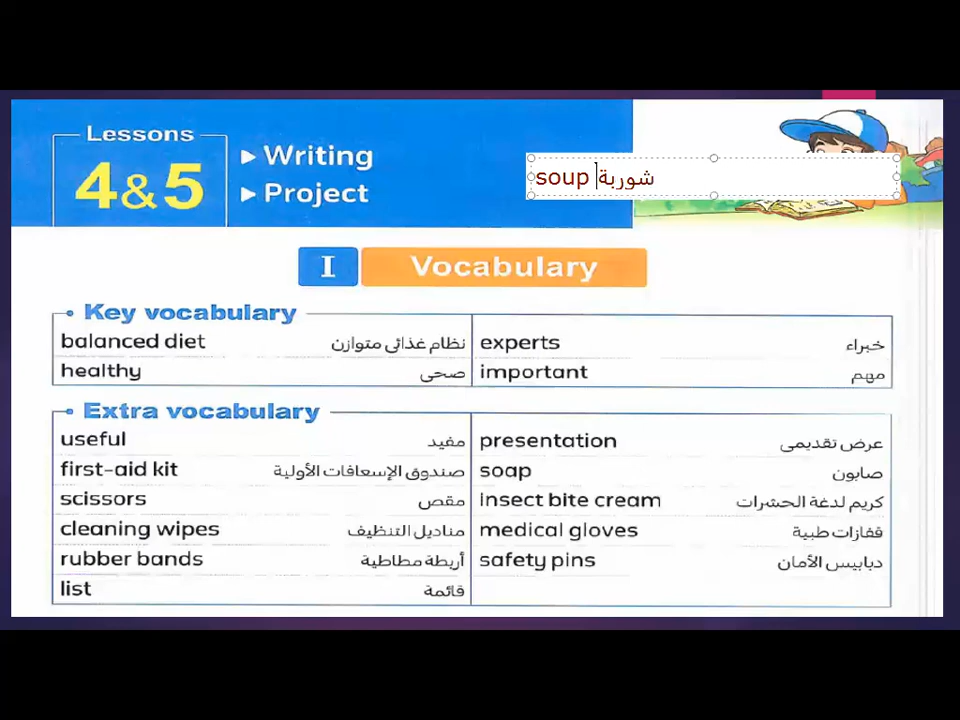 Lessons
4&5
► Writing
► Project
soup شوربة
I Vocabulary
Key vocabulary
balanced diet نظام غذائى متوازن
experts خبراء
healthy صحى
important مهم
Extra vocabulary
useful مفيد
presentation عرض تقديمى
first-aid kit صندوق الإسعافات الأولية
soap صابون
scissors مقص
insect bite cream كريم لدغة الحشرات
cleaning wipes مناديل التنظيف
medical gloves قفازات طبية
rubber bands أربطة مطاطية
safety pins دبابيس الأمان
list قائمة